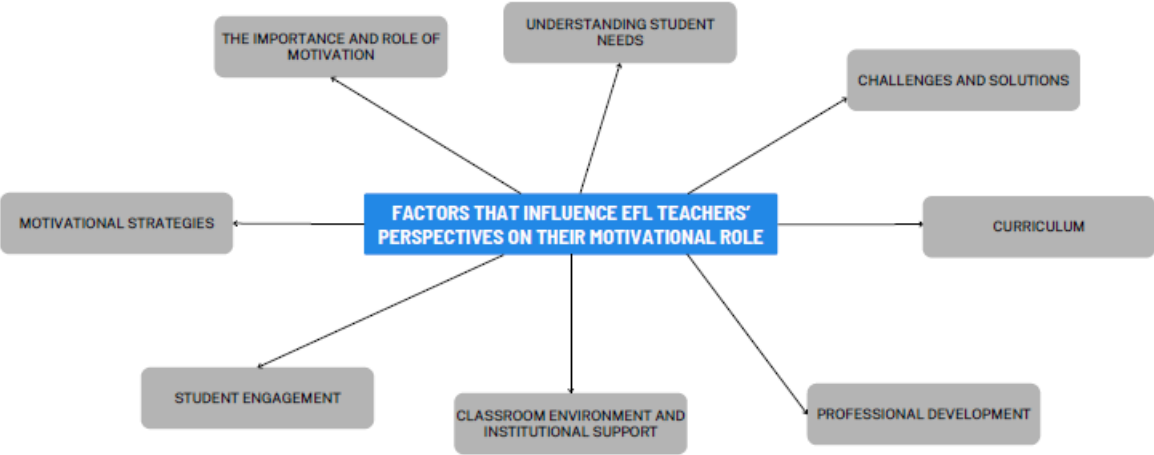 UNDERSTANDING STUDENT
NEEDS
THE IMPORTANCE AND ROLE OF
MOTIVATION
CHALLENGES AND SOLUTIONS
FACTORS THAT INFLUENCE EFL TEACHERS'
PERSPECTIVES ON THEIR MOTIVATIONAL ROLE
MOTIVATIONAL STRATEGIES
CURRICULUM
STUDENT ENGAGEMENT
CLASSROOM ENVIRONMENT AND
INSTITUTIONAL SUPPORT
PROFESSIONAL DEVELOPMENT